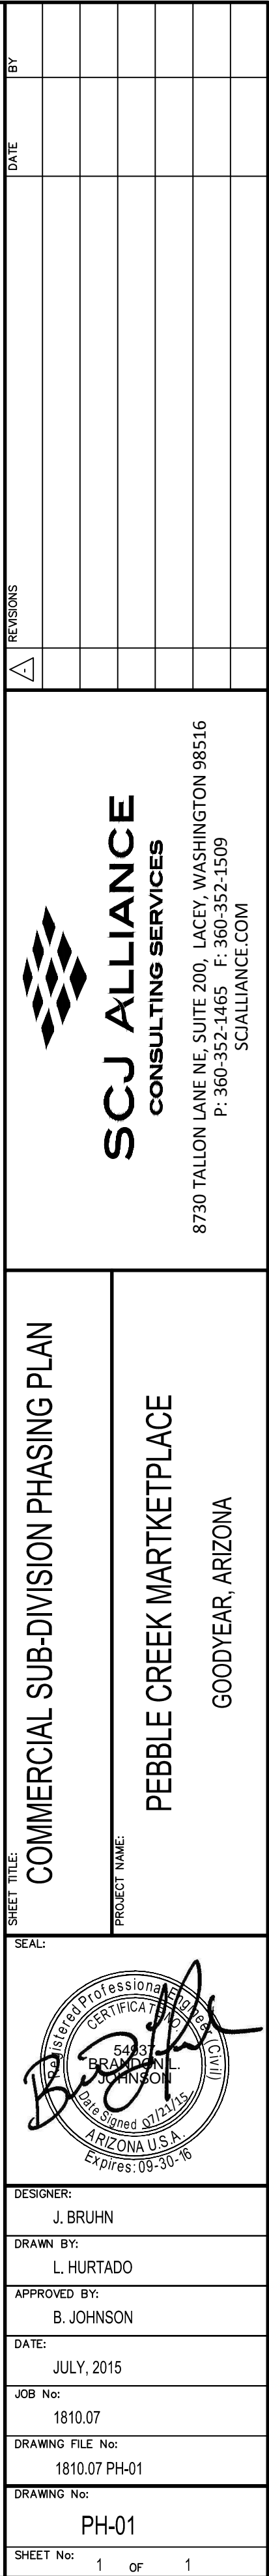 BY
DATE
REVISIONS
-
SCJ ALLIANCE
CONSULTING SERVICES
8730 TALLON LANE NE, SUITE 200, LACEY, WASHINGTON 98516
P: 360-352-1465 F: 360-352-1509
SCJALLIANCE.COM
SHEET TITLE:
COMMERCIAL SUB-DIVISION PHASING PLAN
PROJECT NAME:
PEBBLE CREEK MARTKETPLACE
GOODYEAR, ARIZONA
SEAL:
Registered Professional Engineer (Civil)
CERTIFICATE NO.
54937
BRANDON L.
JOHNSON
Date Signed 07/21/15
ARIZONA U.S.A.
Expires: 09-30-16
DESIGNER:
J. BRUHN
DRAWN BY:
L. HURTADO
APPROVED BY:
B. JOHNSON
DATE:
JULY, 2015
JOB No:
1810.07
DRAWING FILE No:
1810.07 PH-01
DRAWING No:
PH-01
SHEET No: 1 OF 1